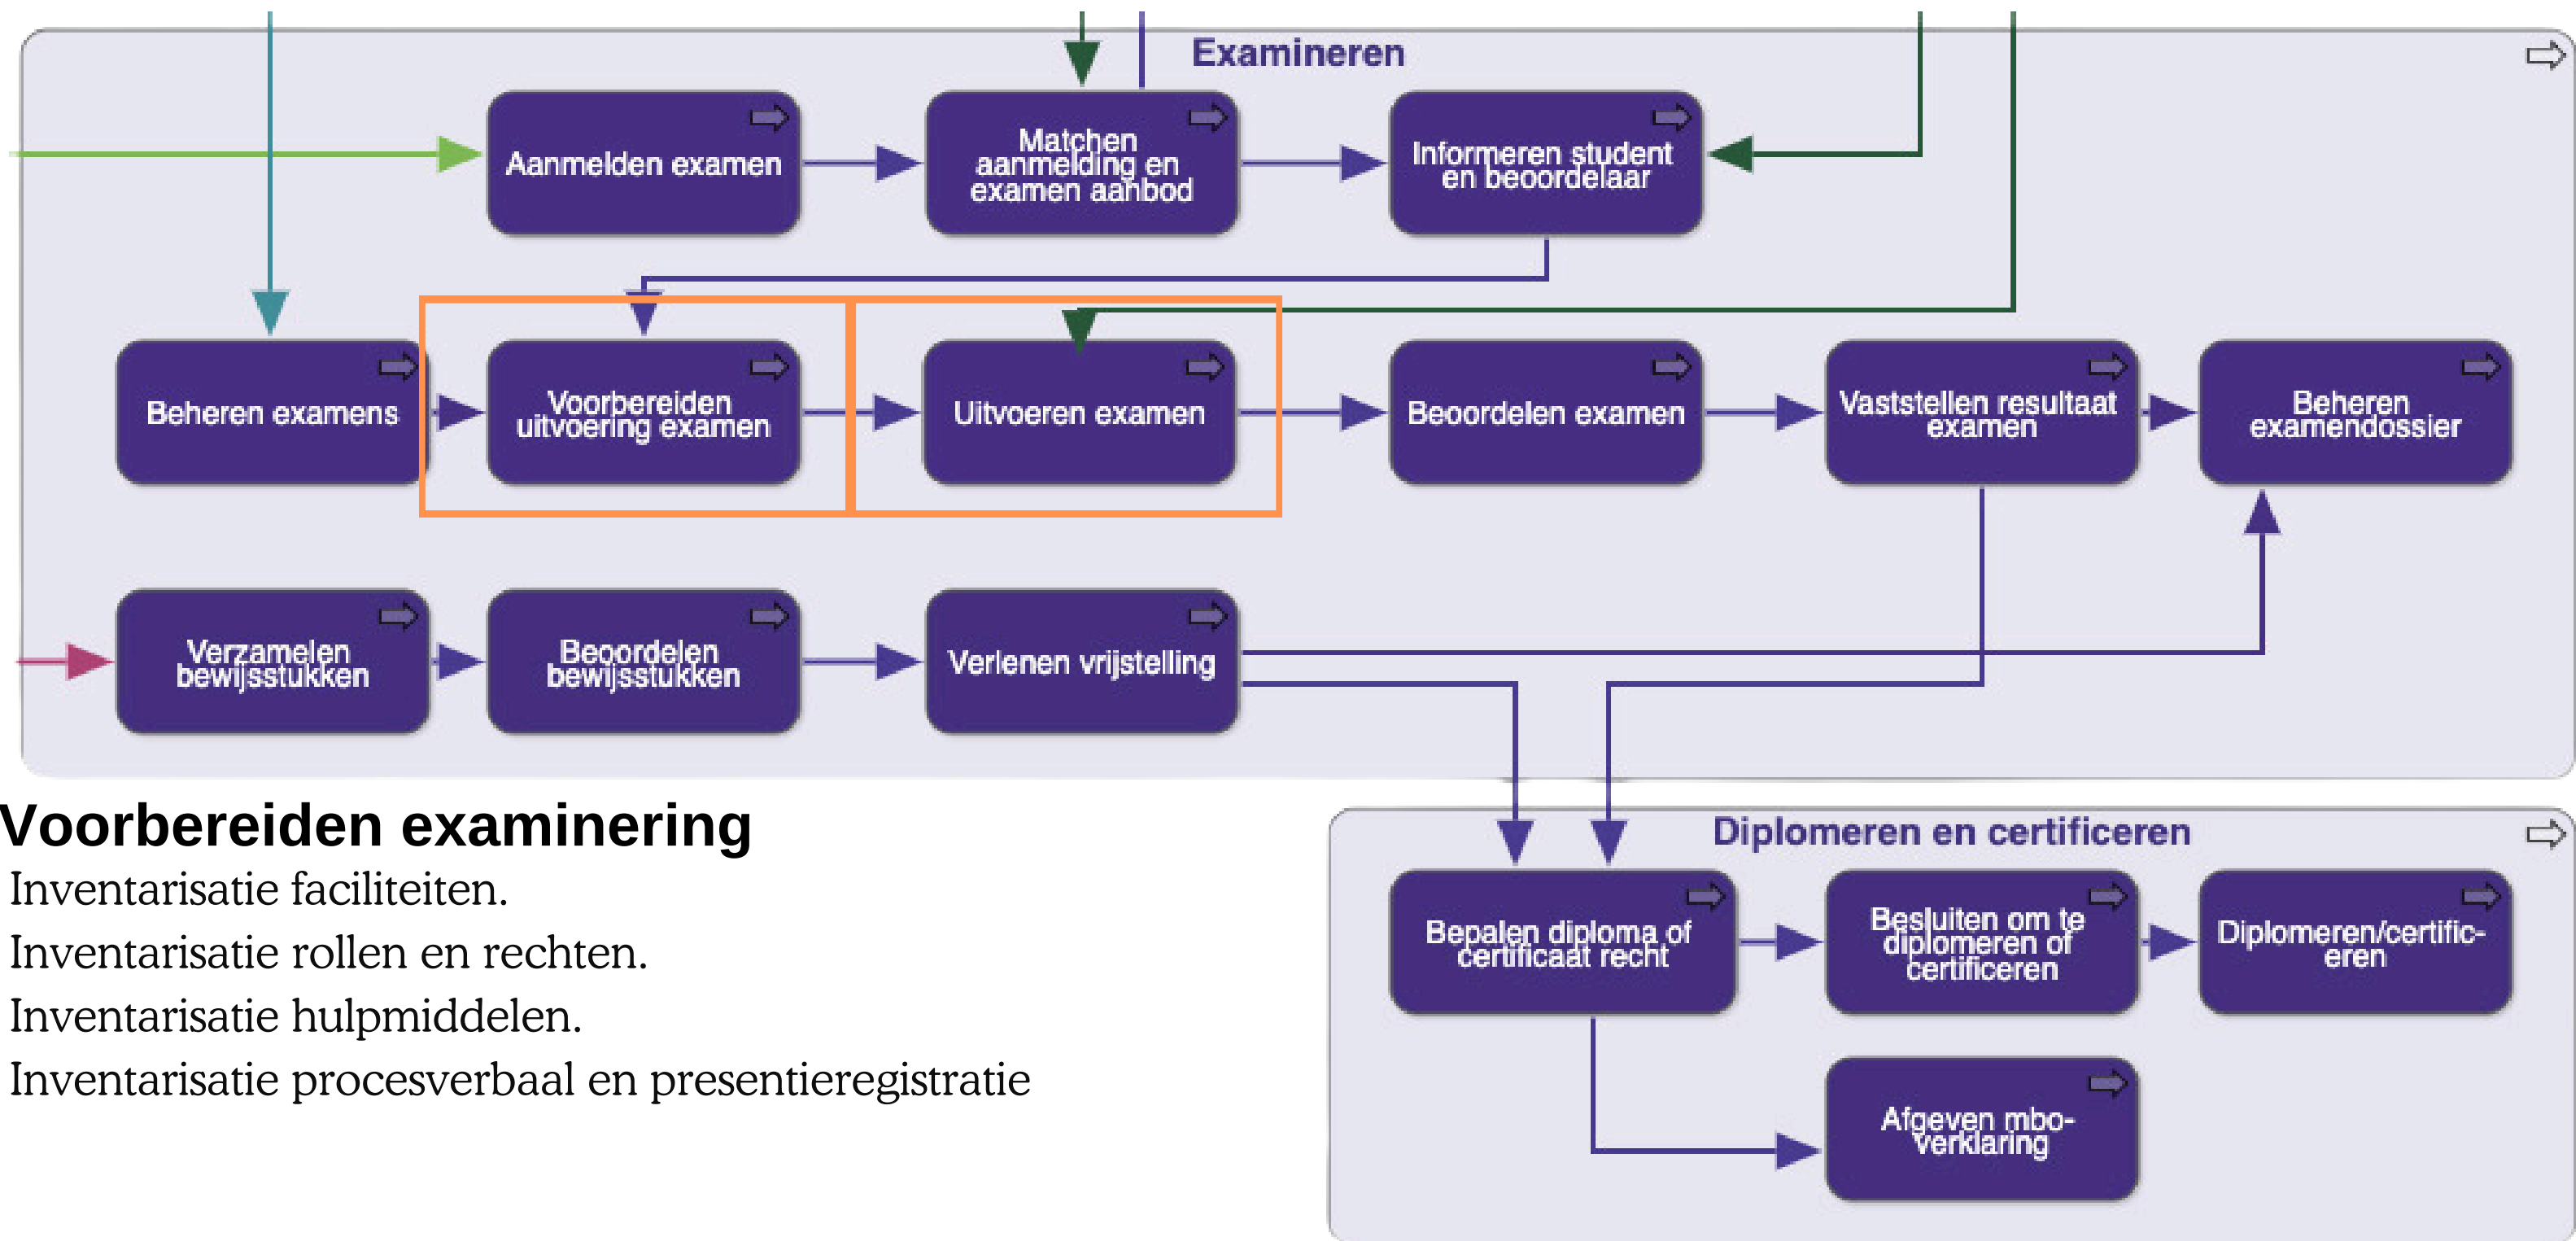 Examineren
Aanmelden examen
Matchen
aanmelding en
examen aanbod
Informeren student
en beoordelaar
Beheren examens
Voorbereiden
uitvoering examen
Uitvoeren examen
Beoordelen examen
Vaststellen resultaat
examen
Beheren
examendossier
Verzamelen
bewijsstukken
Beoordelen
bewijsstukken
Verlenen vrijstelling
Voorbereiden examinering
Inventarisatie faciliteiten.
Inventarisatie rollen en rechten.
Inventarisatie hulpmiddelen.
Inventarisatie procesverbaal en presentieregistratie
Diplomeren en certificeren
Bepalen diploma of
certificaat recht
Besluiten om te
diplomeren of
certificeren
Diplomeren/certific-
eren
Afgeven mbo-
verklaring